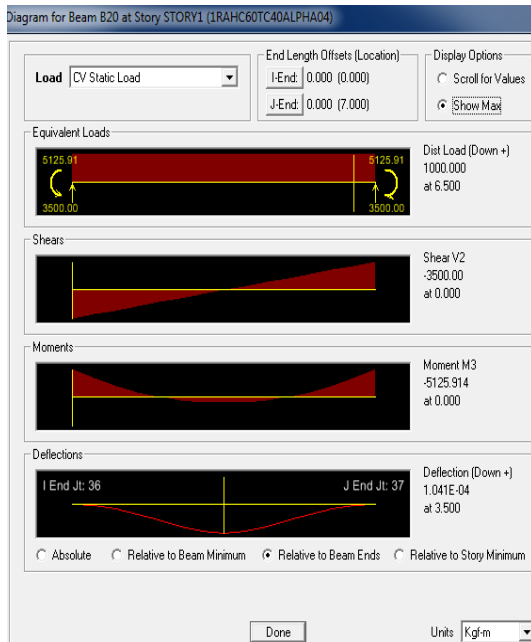 Diagram for Beam B20 at Story STORY1 (1RAHC60TC40ALPHA04)
Load CV Static Load
End Length Offsets (Location)
I-End: 0.000 (0.000)
J-End: 0.000 (7.000)
Display Options
Scroll for Values
Show Max
Equivalent Loads
5125.91 5125.91
3500.00 3500.00
Dist Load (Down +)
1000.000
at 6.500
Shears
Shear V2
-3500.00
at 0.000
Moments
Moment M3
-5125.914
at 0.000
Deflections
I End Jt: 36 J End Jt: 37
Deflection (Down +)
1.041E-04
at 3.500
Absolute Relative to Beam Minimum Relative to Beam Ends Relative to Story Minimum
Done Units Kgf-m